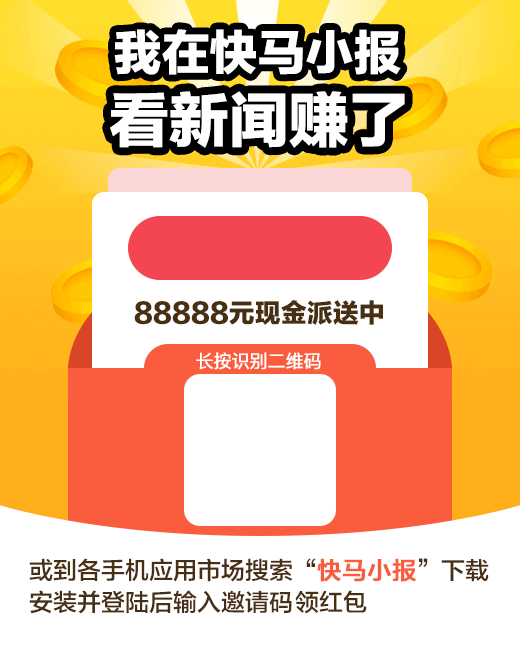 我在快马小报
看新闻赚了
88888元现金派送中
长按识别二维码
或到各手机应用市场搜索“快马小报”下载
安装并登陆后输入邀请码领红包